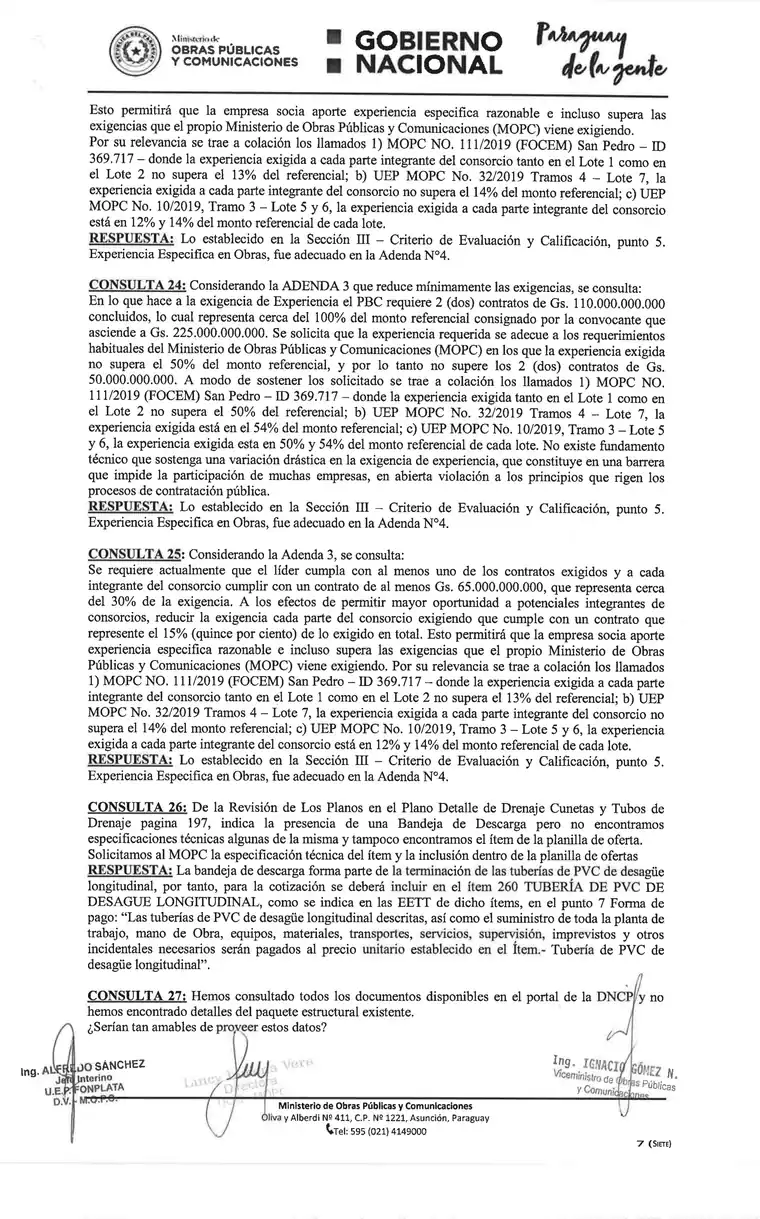 Ministerio de
OBRAS PÚBLICAS
Y COMUNICACIONES
GOBIERNO
NACIONAL
Paraguay
de la gente
Esto permitirá que la empresa socia aporte experiencia especifica razonable e incluso supera las
exigencias que el propio Ministerio de Obras Públicas y Comunicaciones (MOPC) viene exigiendo.
Por su relevancia se trae a colación los llamados 1) MOPC NO. 111/2019 (FOCEM) San Pedro – ID
369.717 – donde la experiencia exigida a cada parte integrante del consorcio tanto en el Lote 1 como en
el Lote 2 no supera el 13% del referencial; b) UEP MOPC No. 32/2019 Tramos 4 – Lote 7, la
experiencia exigida a cada parte integrante del consorcio no supera el 14% del monto referencial; c) UEP
MOPC No. 10/2019, Tramo 3 – Lote 5 y 6, la experiencia exigida a cada parte integrante del consorcio
está en 12% y 14% del monto referencial de cada lote.
RESPUESTA: Lo establecido en la Sección III – Criterio de Evaluación y Calificación, punto 5.
Experiencia Especifica en Obras, fue adecuado en la Adenda N°4.
CONSULTA 24: Considerando la ADENDA 3 que reduce mínimamente las exigencias, se consulta:
En lo que hace a la exigencia de Experiencia el PBC requiere 2 (dos) contratos de Gs. 110.000.000.000
concluidos, lo cual representa cerca del 100% del monto referencial consignado por la convocante que
asciende a Gs. 225.000.000.000. Se solicita que la experiencia requerida se adecue a los requerimientos
habituales del Ministerio de Obras Públicas y Comunicaciones (MOPC) en los que la experiencia exigida
no supera el 50% del monto referencial, y por lo tanto no supere los 2 (dos) contratos de Gs.
50.000.000.000. A modo de sostener los solicitado se trae a colación los llamados 1) MOPC NO.
111/2019 (FOCEM) San Pedro – ID 369.717 – donde la experiencia exigida tanto en el Lote 1 como en
el Lote 2 no supera el 50% del referencial; b) UEP MOPC No. 32/2019 Tramos 4 – Lote 7, la
experiencia exigida está en el 54% del monto referencial; c) UEP MOPC No. 10/2019, Tramo 3 – Lote 5
y 6, la experiencia exigida esta en 50% y 54% del monto referencial de cada lote. No existe fundamento
técnico que sostenga una variación drástica en la exigencia de experiencia, que constituye en una barrera
que impide la participación de muchas empresas, en abierta violación a los principios que rigen los
procesos de contratación pública.
RESPUESTA: Lo establecido en la Sección III – Criterio de Evaluación y Calificación, punto 5.
Experiencia Especifica en Obras, fue adecuado en la Adenda N°4.
CONSULTA 25: Considerando la Adenda 3, se consulta:
Se requiere actualmente que el líder cumpla con al menos uno de los contratos exigidos y a cada
integrante del consorcio cumplir con un contrato de al menos Gs. 65.000.000.000, que representa cerca
del 30% de la exigencia. A los efectos de permitir mayor oportunidad a potenciales integrantes de
consorcios, reducir la exigencia cada parte del consorcio exigiendo que cumple con un contrato que
represente el 15% (quince por ciento) de lo exigido en total. Esto permitirá que la empresa socia aporte
experiencia especifica razonable e incluso supera las exigencias que el propio Ministerio de Obras
Públicas y Comunicaciones (MOPC) viene exigiendo. Por su relevancia se trae a colación los llamados
1) MOPC NO. 111/2019 (FOCEM) San Pedro – ID 369.717 – donde la experiencia exigida a cada parte
integrante del consorcio tanto en el Lote 1 como en el Lote 2 no supera el 13% del referencial; b) UEP
MOPC No. 32/2019 Tramos 4 – Lote 7, la experiencia exigida a cada parte integrante del consorcio no
supera el 14% del monto referencial; c) UEP MOPC No. 10/2019, Tramo 3 – Lote 5 y 6, la experiencia
exigida a cada parte integrante del consorcio está en 12% y 14% del monto referencial de cada lote.
RESPUESTA: Lo establecido en la Sección III – Criterio de Evaluación y Calificación, punto 5.
Experiencia Especifica en Obras, fue adecuado en la Adenda N°4.
CONSULTA 26: De la Revisión de Los Planos en el Plano Detalle de Drenaje Cunetas y Tubos de
Drenaje pagina 197, indica la presencia de una Bandeja de Descarga pero no encontramos
especificaciones técnicas algunas de la misma y tampoco encontramos el ítem de la planilla de oferta.
Solicitamos al MOPC la especificación técnica del ítem y la inclusión dentro de la planilla de ofertas
RESPUESTA: La bandeja de descarga forma parte de la terminación de las tuberías de PVC de desagüe
longitudinal, por tanto, para la cotización se deberá incluir en el ítem 260 TUBERÍA DE PVC DE
DESAGUE LONGITUDINAL, como se indica en las EETT de dicho ítems, en el punto 7 Forma de
pago: “Las tuberías de PVC de desagüe longitudinal descritas, así como el suministro de toda la planta de
trabajo, mano de Obra, equipos, materiales, transportes, servicios, supervisión, imprevistos y otros
incidentales necesarios serán pagados al precio unitario establecido en el Ítem.- Tubería de PVC de
desagüe longitudinal”.
CONSULTA 27: Hemos consultado todos los documentos disponibles en el portal de la DNCP y no
hemos encontrado detalles del paquete estructural existente.
¿Serían tan amables de proveer estos datos?
Ing. ALFREDO SÁNCHEZ
Jefe Interino
U.E.P. FONPLATA
D.V. - M.O.P.C.
Vera
Directora
MOPC
Ing. IGNACIO GÓMEZ N.
Viceministro de Obras Públicas
y Comunicaciones
Ministerio de Obras Públicas y Comunicaciones
Oliva y Alberdi Nº 411, C.P. Nº 1221, Asunción, Paraguay
Tel: 595 (021) 4149000
7 (SIETE)